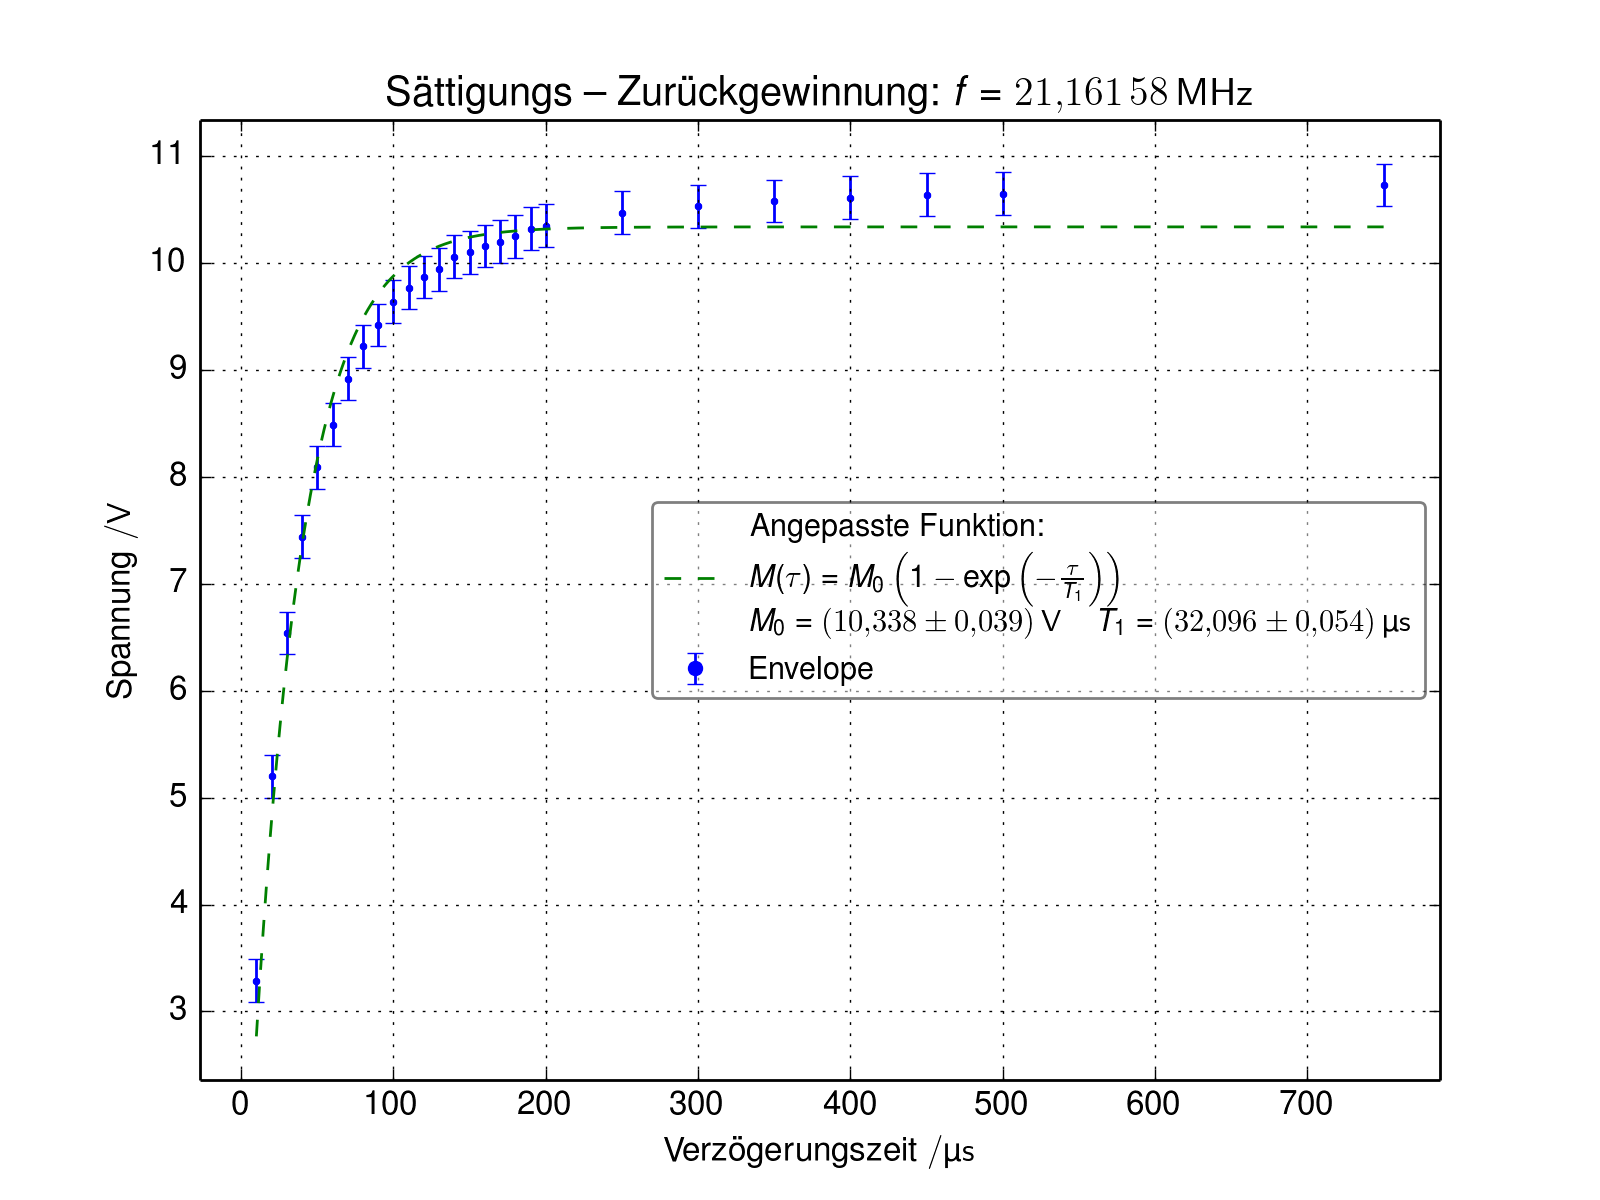 Sättigungs – Zurückgewinnung: f = 21,161 58 MHz
11
10
9
8
7
6
5
4
3
Spannung /V
Angepasste Funktion:
M(τ) = M₀ (1 − exp (−τ/T₁))
M₀ = (10,338 ± 0,039) V T₁ = (32,096 ± 0,054) µs
Envelope
0 100 200 300 400 500 600 700
Verzögerungszeit /µs